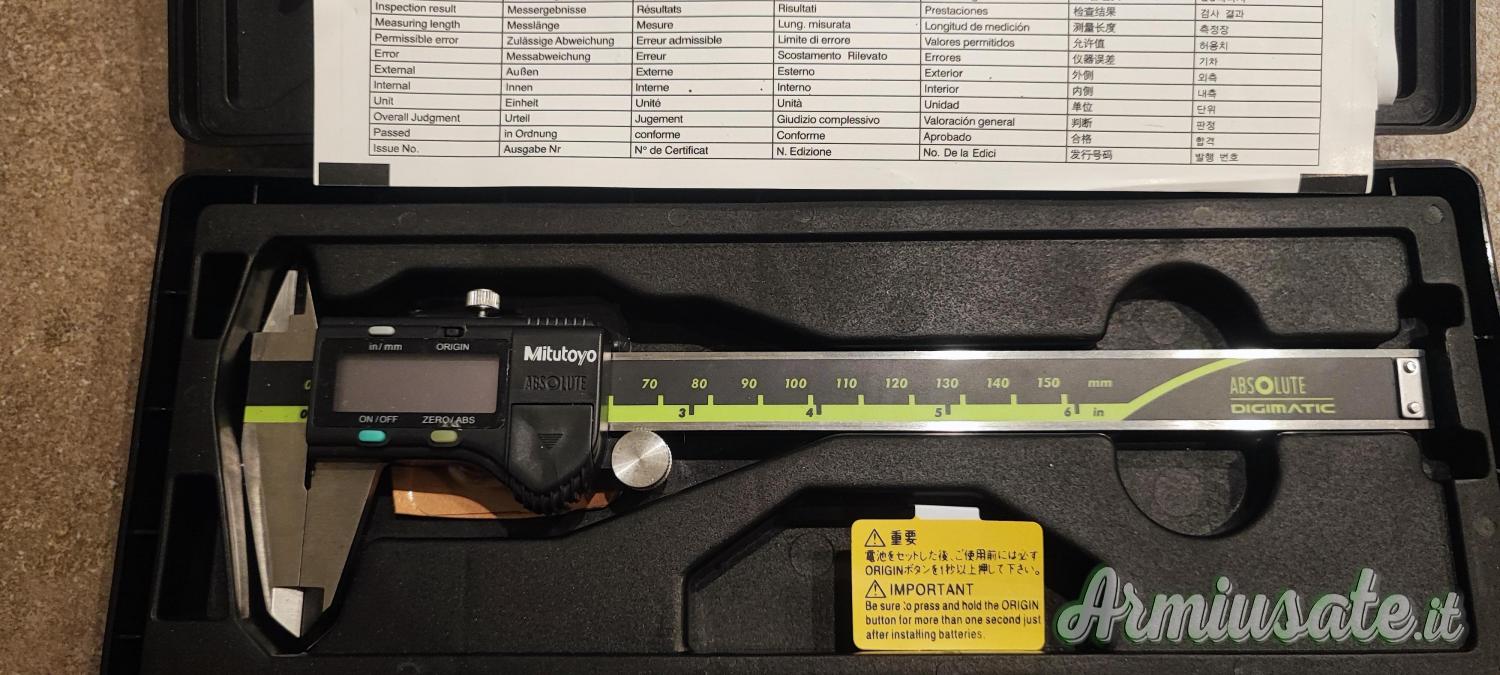 Inspection result Messergebnisse Résultats Risultati Prestaciones 检查结果 검사 결과
Measuring length Messlänge Mesure Lung. misurata Longitud de medición 测量长度 측정장
Permissible error Zulässige Abweichung Erreur admissible Limite di errore Valores permitidos 允许值 허용치
Error Messabweichung Erreur Scostamento Rilevato Errores 仪器误差 기차
External Außen Externe Esterno Exterior 外侧 외측
Internal Innen Interne Interno Interior 内侧 내측
Unit Einheit Unité Unità Unidad 单位 단위
Overall Judgment Urteil Jugement Giudizio complessivo Valoración general 判断 판정
Passed in Ordnung conforme Conforme Aprobado 合格 합격
Issue No. Ausgabe Nr N° de Certificat N. Edizione No. De la Edici 发行号码 발행 번호
in/mm ORIGIN
Mitutoyo
ABSOLUTE
ON/OFF ZERO/ABS
0 70 80 90 100 110 120 130 140 150 mm
0 3 4 5 6 in
ABSOLUTE
DIGIMATIC
重要
電池をセットした後、ご使用前には必ず
ORIGINボタンを1秒以上押して下さい。
IMPORTANT
Be sure to press and hold the ORIGIN
button for more than one second just
after installing batteries.
Armiusate.it